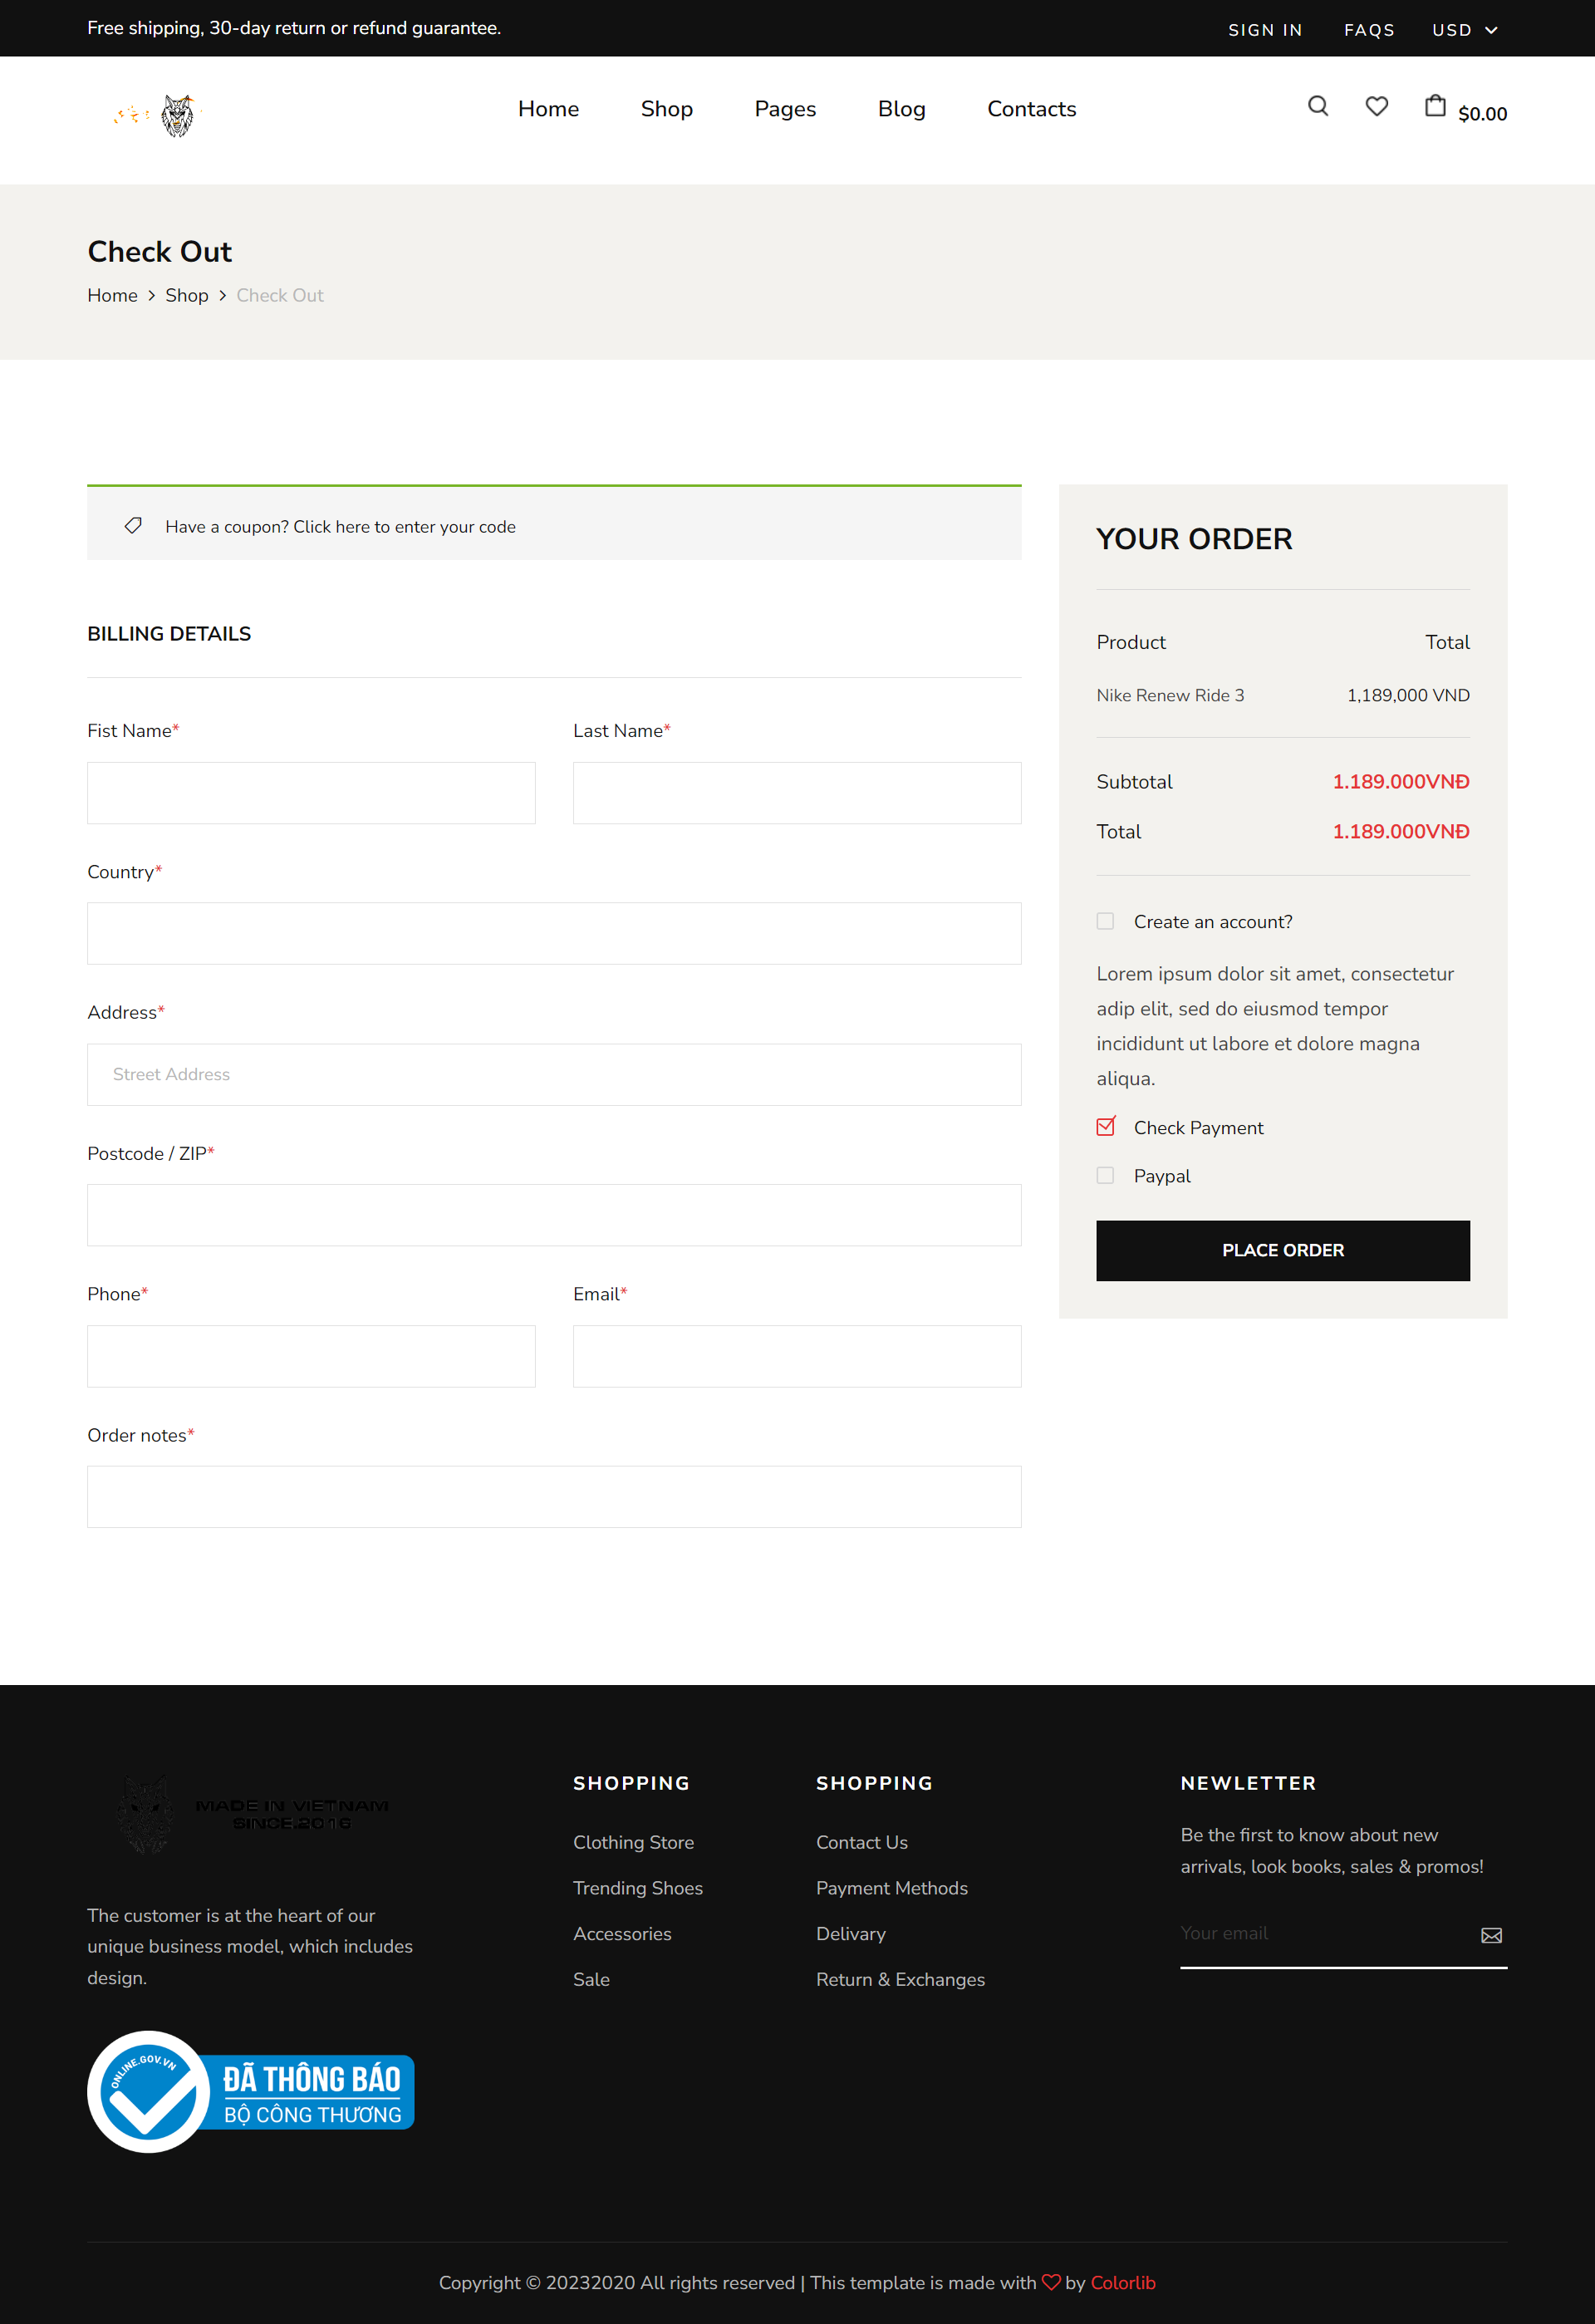 Free shipping, 30-day return or refund guarantee.
SIGN IN FAQS USD
Home Shop Pages Blog Contacts
$0.00
Check Out
Home Shop Check Out
Have a coupon? Click here to enter your code
BILLING DETAILS
Fist Name*
Last Name*
Country*
Address*
Street Address
Postcode / ZIP*
Phone*
Email*
Order notes*
YOUR ORDER
Product Total
Nike Renew Ride 3 1,189,000 VND
Subtotal 1.189.000VNĐ
Total 1.189.000VNĐ
Create an account?
Lorem ipsum dolor sit amet, consectetur
adip elit, sed do eiusmod tempor
incididunt ut labore et dolore magna
aliqua.
Check Payment
Paypal
PLACE ORDER
MADE IN VIETNAM
SINCE.2016
The customer is at the heart of our
unique business model, which includes
design.
ONLINE.GOV.VN
ĐÃ THÔNG BÁO
BỘ CÔNG THƯƠNG
SHOPPING
Clothing Store
Trending Shoes
Accessories
Sale
SHOPPING
Contact Us
Payment Methods
Delivary
Return & Exchanges
NEWLETTER
Be the first to know about new
arrivals, look books, sales & promos!
Your email
Copyright © 20232020 All rights reserved | This template is made with by Colorlib